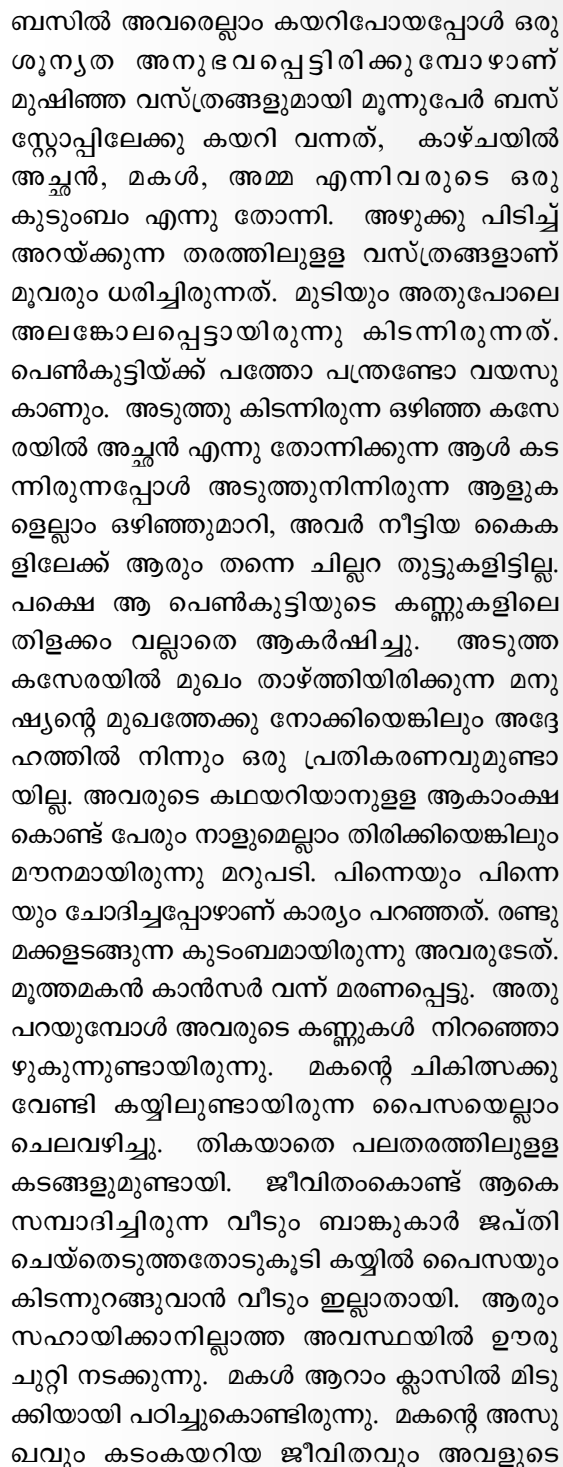 ബസിൽ അവരെല്ലാം കയറിപോയപ്പോൾ ഒരു
ശൂന്യത അനുഭവപ്പെട്ടിരിക്കുമ്പോഴാണ്
മുഷിഞ്ഞ വസ്ത്രങ്ങളുമായി മൂന്നുപേർ ബസ്
സ്റ്റോപ്പിലേക്കു കയറി വന്നത്, കാഴ്ചയിൽ
അച്ഛൻ, മകൾ, അമ്മ എന്നിവരുടെ ഒരു
കുടുംബം എന്നു തോന്നി. അഴുക്കു പിടിച്ച്
അറയ്ക്കുന്ന തരത്തിലുളള വസ്ത്രങ്ങളാണ്
മൂവരും ധരിച്ചിരുന്നത്. മുടിയും അതുപോലെ
അലങ്കോലപ്പെട്ടായിരുന്നു കിടന്നിരുന്നത്.
പെൺകുട്ടിയ്ക്ക് പത്തോ പന്ത്രണ്ടോ വയസു
കാണും. അടുത്തു കിടന്നിരുന്ന ഒഴിഞ്ഞ കസേ
രയിൽ അച്ഛൻ എന്നു തോന്നിക്കുന്ന ആൾ കട
ന്നിരുന്നപ്പോൾ അടുത്തുനിന്നിരുന്ന ആളുക
ളെല്ലാം ഒഴിഞ്ഞുമാറി, അവർ നീട്ടിയ കൈക
ളിലേക്ക് ആരും തന്നെ ചില്ലറ തുട്ടുകളിട്ടില്ല.
പക്ഷെ ആ പെൺകുട്ടിയുടെ കണ്ണുകളിലെ
തിളക്കം വല്ലാതെ ആകർഷിച്ചു. അടുത്ത
കസേരയിൽ മുഖം താഴ്ത്തിയിരിക്കുന്ന മനു
ഷ്യന്റെ മുഖത്തേക്കു നോക്കിയെങ്കിലും അദ്ദേ
ഹത്തിൽ നിന്നും ഒരു പ്രതികരണവുമുണ്ടാ
യില്ല. അവരുടെ കഥയറിയാനുളള ആകാംക്ഷ
കൊണ്ട് പേരും നാളുമെല്ലാം തിരിക്കിയെങ്കിലും
മൗനമായിരുന്നു മറുപടി. പിന്നെയും പിന്നെ
യും ചോദിച്ചപ്പോഴാണ് കാര്യം പറഞ്ഞത്. രണ്ടു
മക്കളടങ്ങുന്ന കുടംബമായിരുന്നു അവരുടേത്.
മൂത്തമകൻ കാൻസർ വന്ന് മരണപ്പെട്ടു. അതു
പറയുമ്പോൾ അവരുടെ കണ്ണുകൾ നിറഞ്ഞൊ
ഴുകുന്നുണ്ടായിരുന്നു. മകന്റെ ചികിത്സക്കു
വേണ്ടി കയ്യിലുണ്ടായിരുന്ന പൈസയെല്ലാം
ചെലവഴിച്ചു. തികയാതെ പലതരത്തിലുളള
കടങ്ങളുമുണ്ടായി. ജീവിതംകൊണ്ട് ആകെ
സമ്പാദിച്ചിരുന്ന വീടും ബാങ്കുകാർ ജപ്തി
ചെയ്തെടുത്തതോടുകൂടി കയ്യിൽ പൈസയും
കിടന്നുറങ്ങുവാൻ വീടും ഇല്ലാതായി. ആരും
സഹായിക്കാനില്ലാത്ത അവസ്ഥയിൽ ഊരു
ചുറ്റി നടക്കുന്നു. മകൾ ആറാം ക്ലാസിൽ മിടു
ക്കിയായി പഠിച്ചുകൊണ്ടിരുന്നു. മകന്റെ അസു
ഖവും കടംകയറിയ ജീവിതവും അവളുടെ